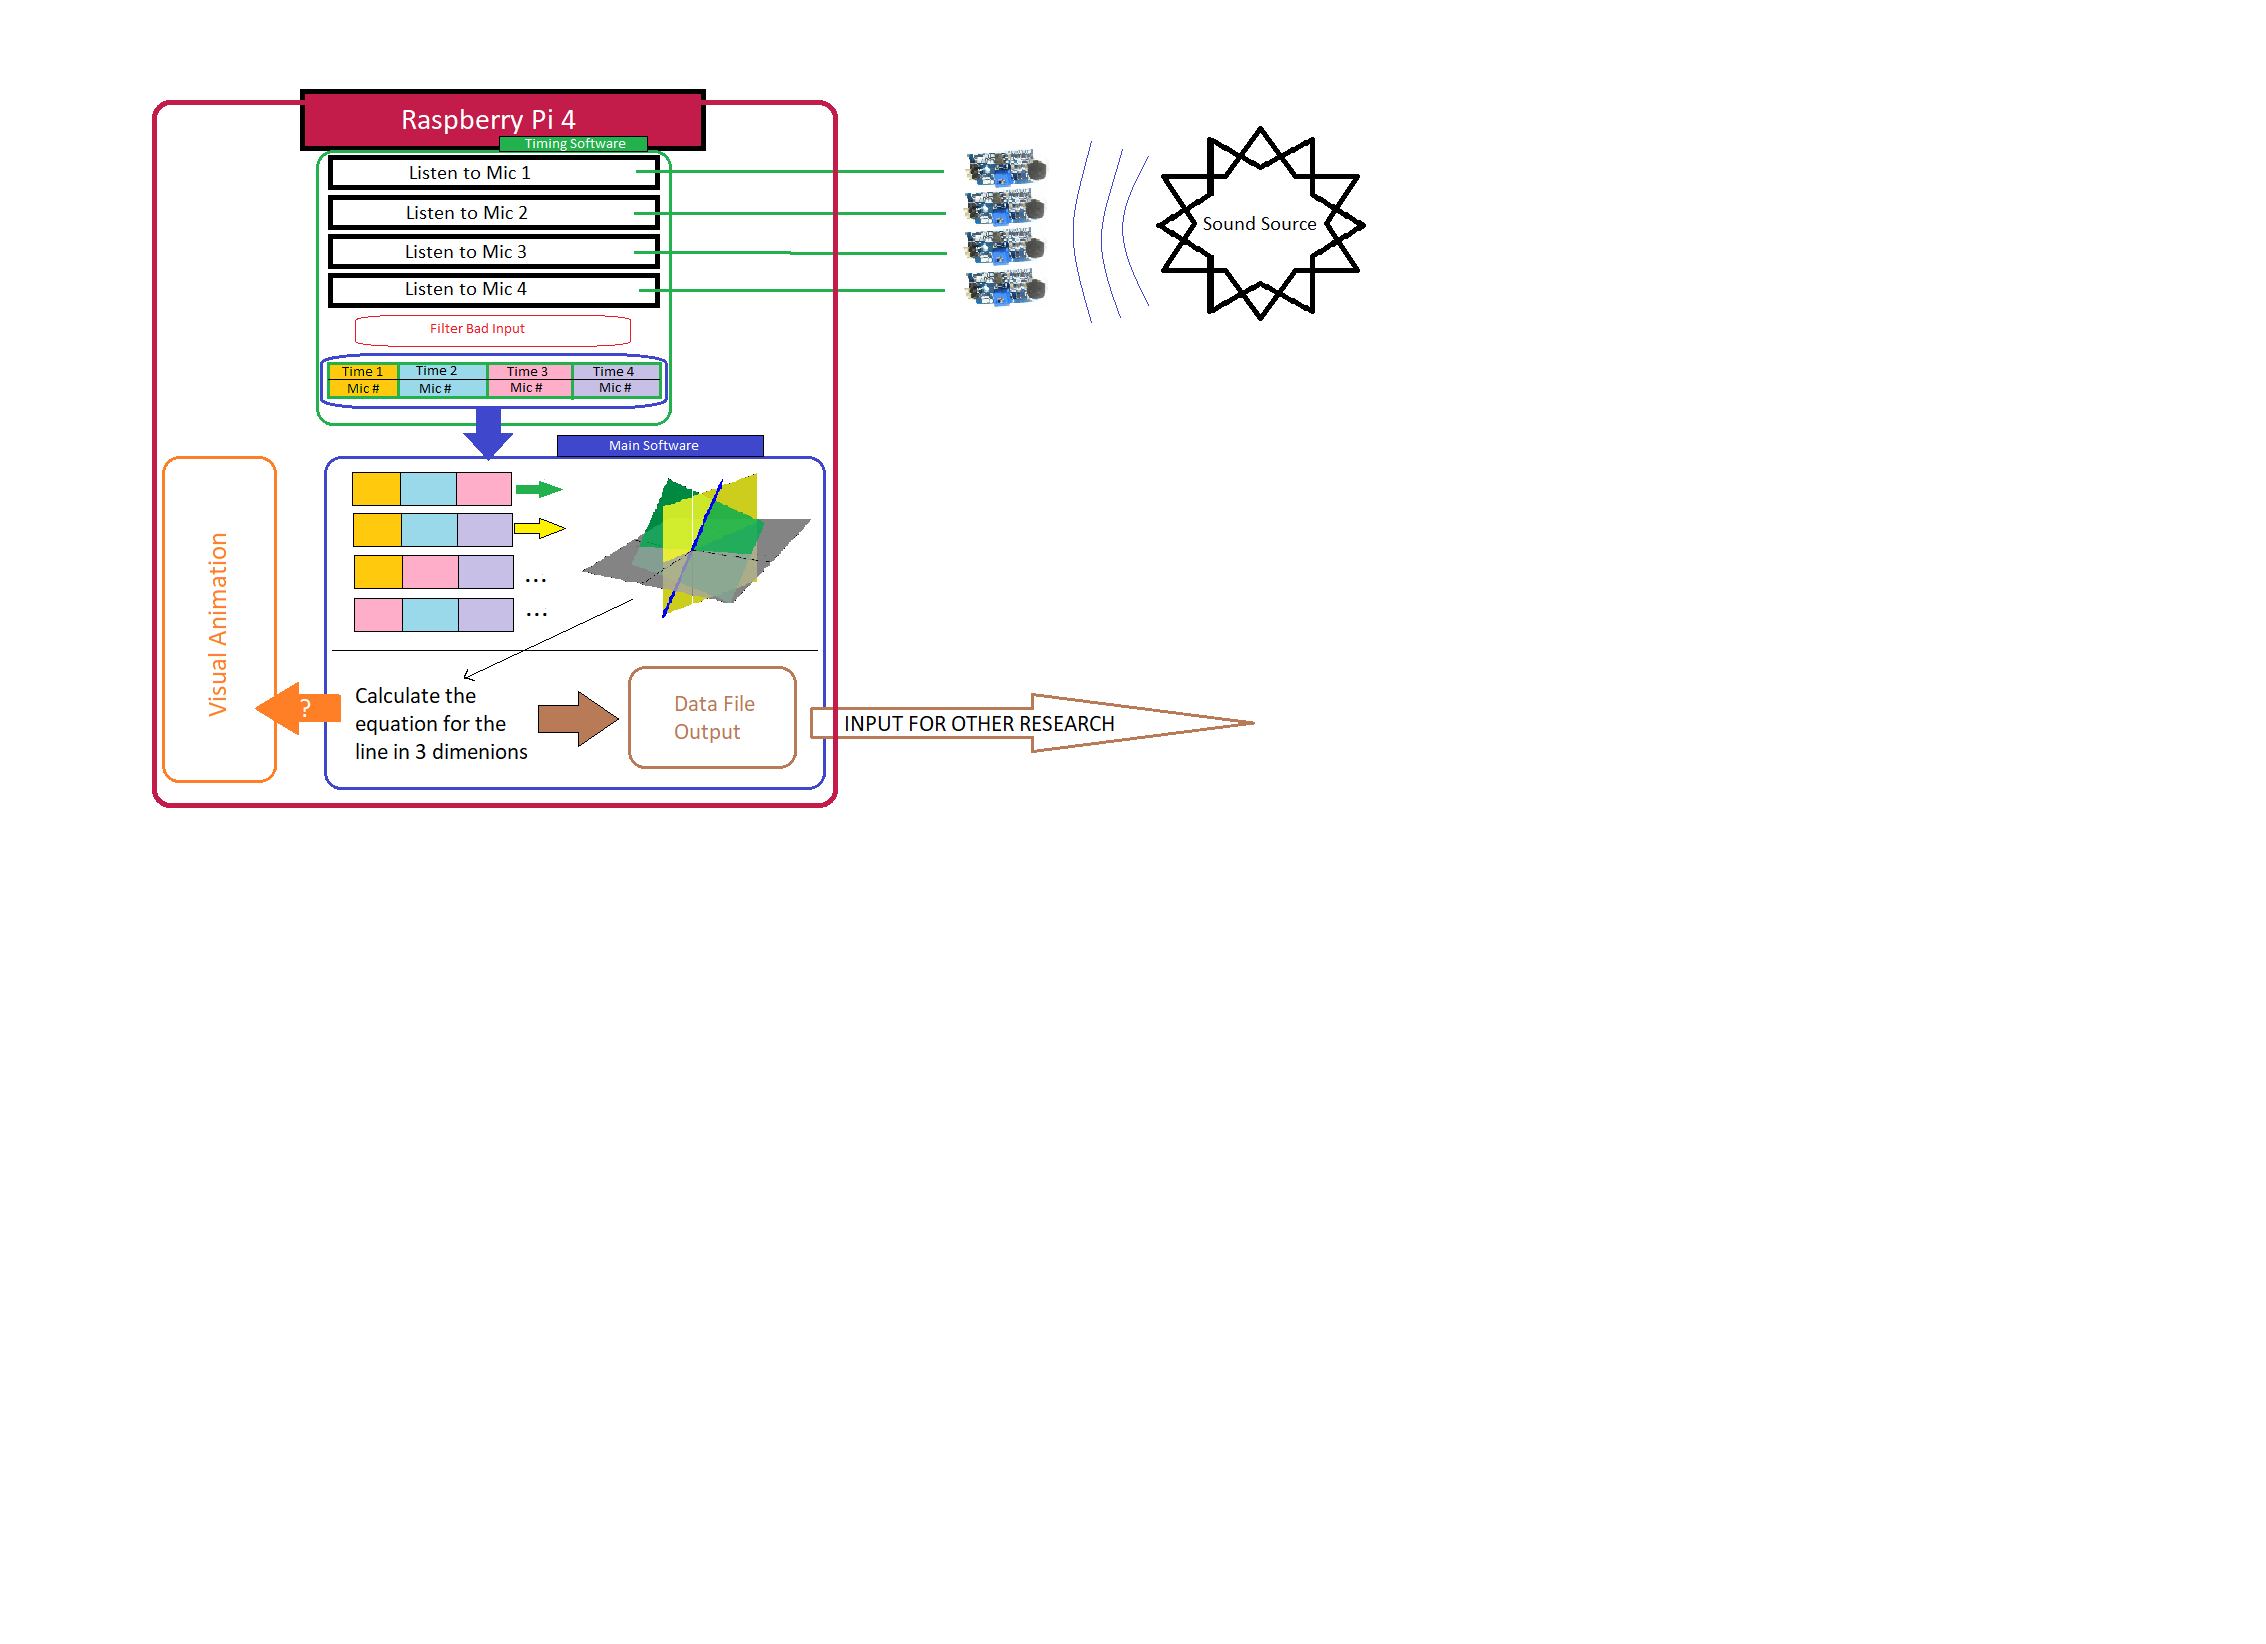 Raspberry Pi 4
Timing Software
Listen to Mic 1
Listen to Mic 2
Listen to Mic 3
Listen to Mic 4
Sound Source
Filter Bad Input
Time 1 Time 2 Time 3 Time 4
Mic # Mic # Mic # Mic #
Main Software
...
...
Visual Animation
?
Calculate the
equation for the
line in 3 dimenions
Data File
Output
INPUT FOR OTHER RESEARCH